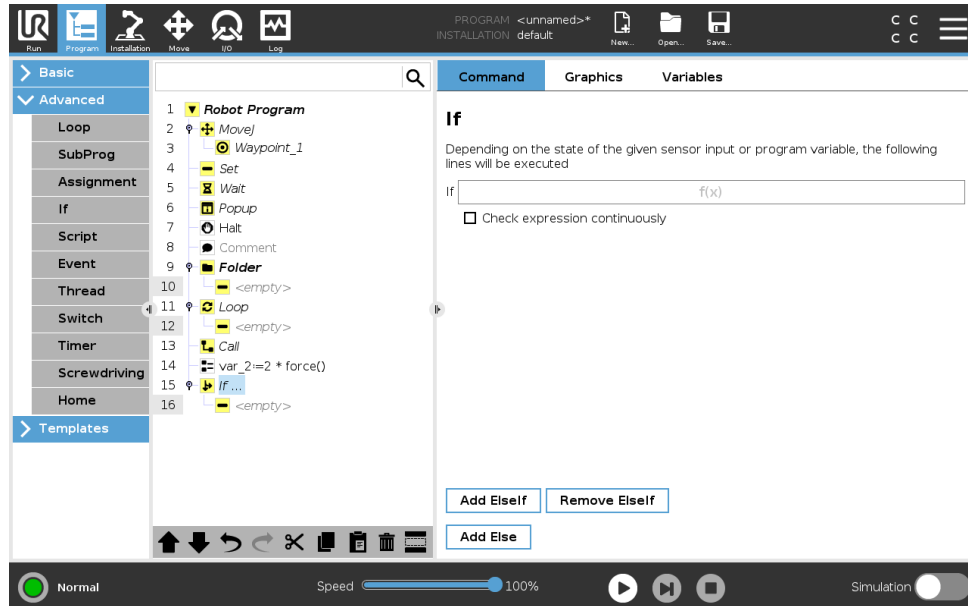 UR
PROGRAM <unnamed>*
INSTALLATION default
C C
C C
Run Program Installation Move I/O Log New... Open... Save...
Basic
Advanced
Loop
SubProg
Assignment
If
Script
Event
Thread
Switch
Timer
Screwdriving
Home
Templates
1 Robot Program
2 MoveJ
3 Waypoint_1
4 Set
5 Wait
6 Popup
7 Halt
8 Comment
9 Folder
10 <empty>
11 Loop
12 <empty>
13 Call
14 var_2:=2 * force()
15 If ...
16 <empty>
Command Graphics Variables
If
Depending on the state of the given sensor input or program variable, the following
lines will be executed
If f(x)
Check expression continuously
Add ElseIf Remove ElseIf
Add Else
Normal Speed 100% Simulation